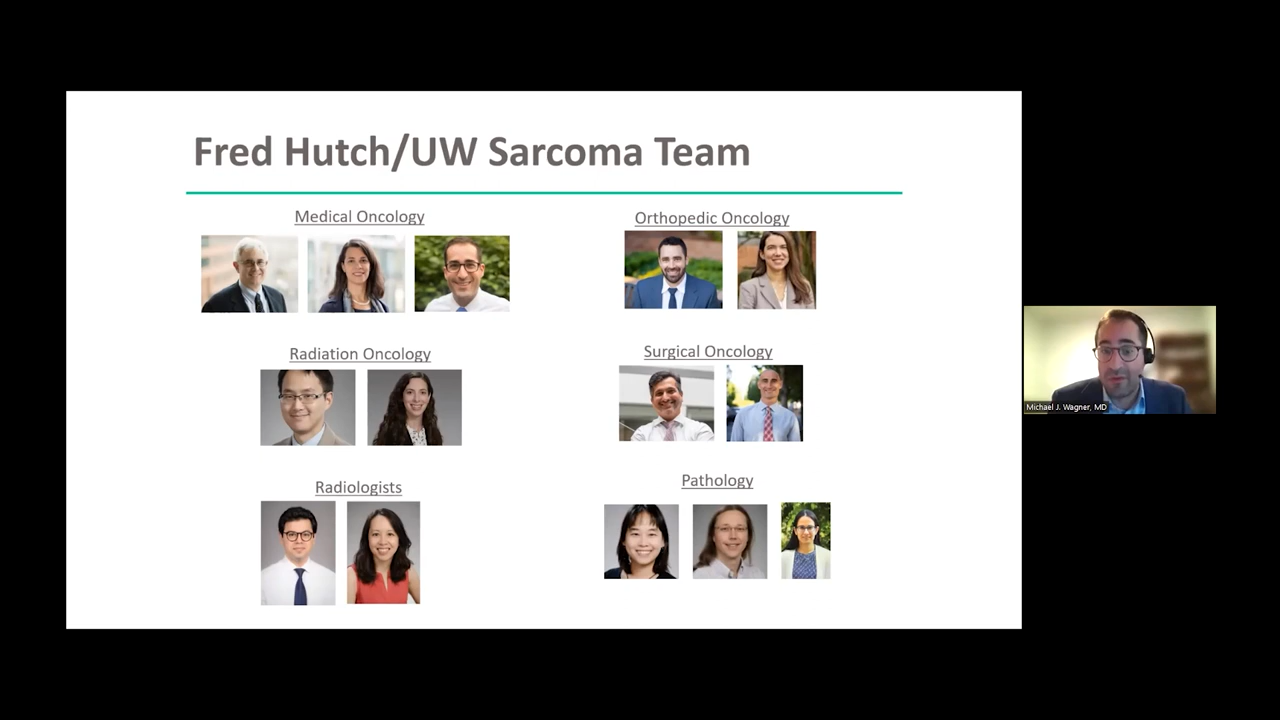 Fred Hutch/UW Sarcoma Team
Medical Oncology
Orthopedic Oncology
Radiation Oncology
Surgical Oncology
Radiologists
Pathology
Michael J. Wagner, MD